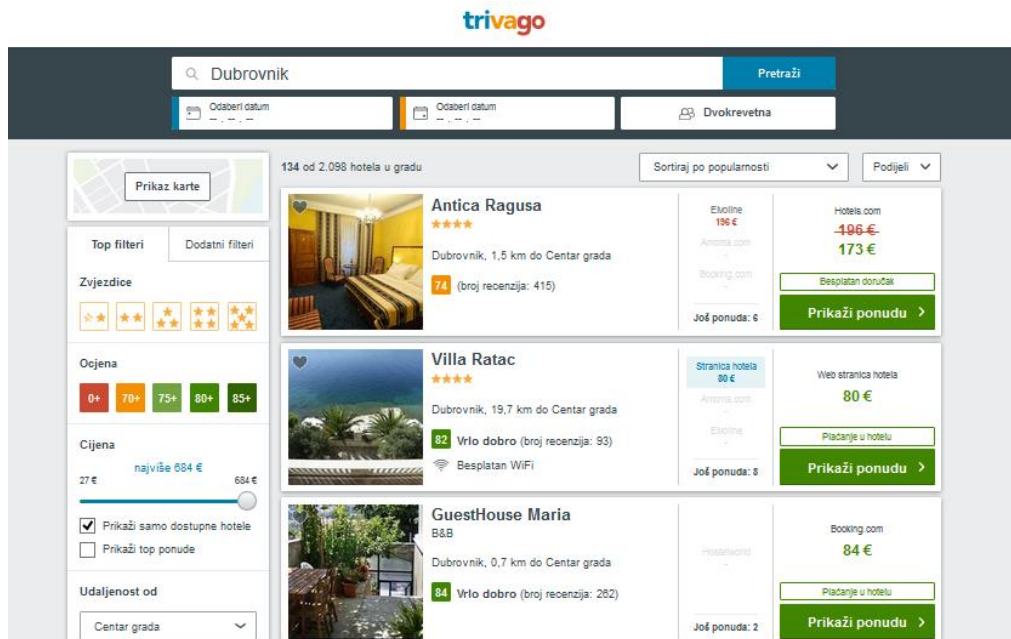 trivago
Dubrovnik
Pretraži
Odaberi datum
-- . -- . --
Odaberi datum
-- . -- . --
Dvokrevetna
Prikaz karte
134 od 2.098 hotela u gradu
Sortiraj po popularnosti
Podijeli
Top filteri
Dodatni filteri
Zvjezdice
Ocjena
0+
70+
75+
80+
85+
Cijena
najviše 684 €
27 €
684 €
Prikaži samo dostupne hotele
Prikaži top ponude
Udaljenost od
Centar grada
Antica Ragusa
Dubrovnik, 1,5 km do Centar grada
74 (broj recenzija: 415)
Elvoline
196 €
Amoma.com
-
Booking.com
-
Još ponuda: 6
Hotels.com
196 €
173 €
Besplatan doručak
Prikaži ponudu
Villa Ratac
Dubrovnik, 19,7 km do Centar grada
82 Vrlo dobro (broj recenzija: 93)
Besplatan WiFi
Stranica hotela
80 €
Amoma.com
-
Elvoline
-
Još ponuda: 8
Web stranica hotela
80 €
Plaćanje u hotelu
Prikaži ponudu
GuestHouse Maria
B&B
Dubrovnik, 0,7 km do Centar grada
84 Vrlo dobro (broj recenzija: 262)
Hostelworld
-
Još ponuda: 2
Booking.com
84 €
Plaćanje u hotelu
Prikaži ponudu